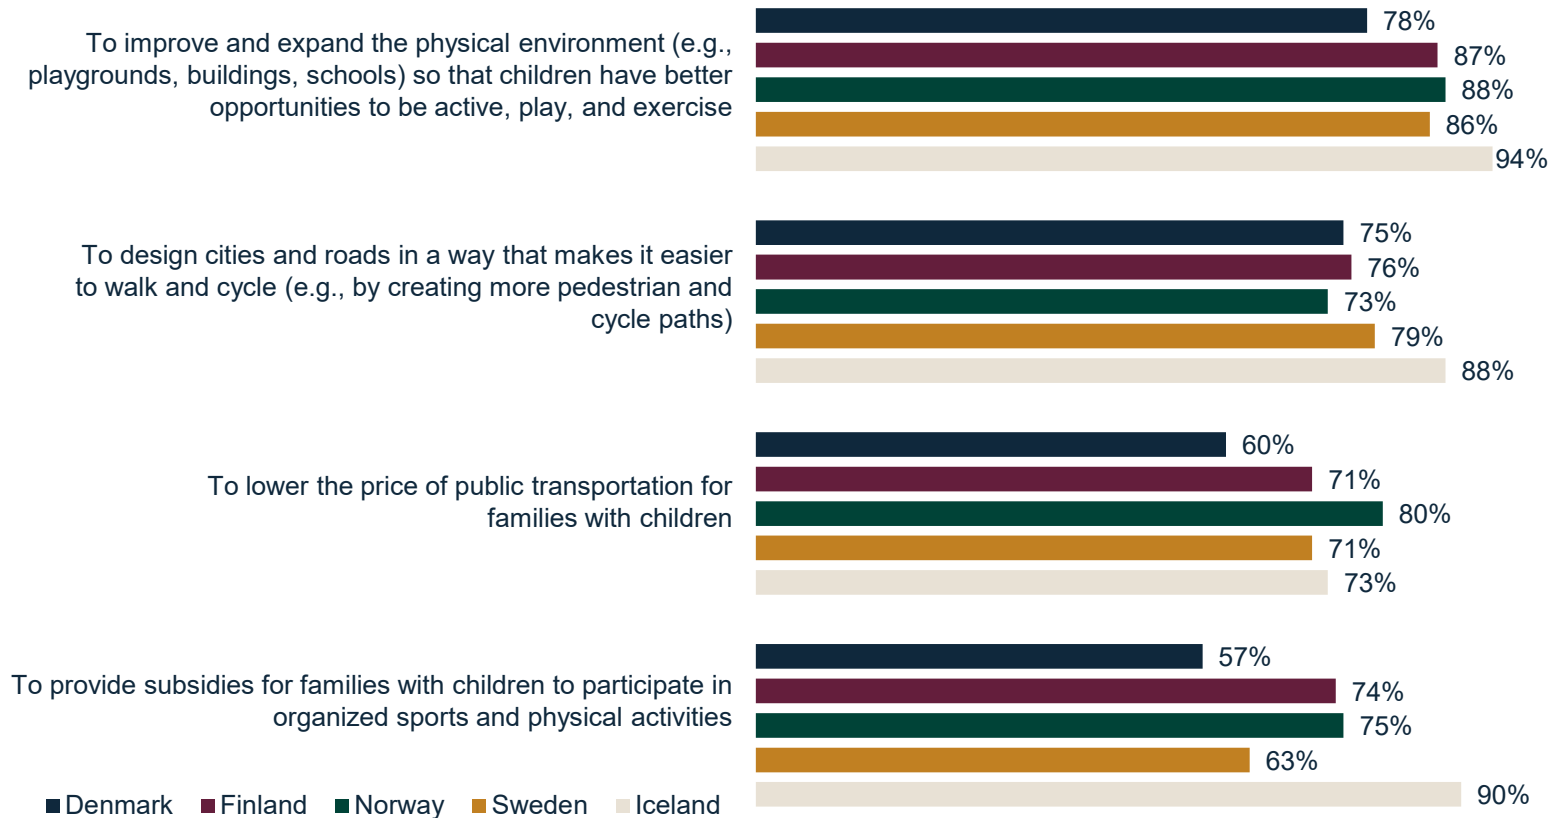 To improve and expand the physical environment (e.g.,
playgrounds, buildings, schools) so that children have better
opportunities to be active, play, and exercise
78%
87%
88%
86%
94%
To design cities and roads in a way that makes it easier
to walk and cycle (e.g., by creating more pedestrian and
cycle paths)
75%
76%
73%
79%
88%
To lower the price of public transportation for
families with children
60%
71%
80%
71%
73%
To provide subsidies for families with children to participate in
organized sports and physical activities
57%
74%
75%
63%
90%
Denmark Finland Norway Sweden Iceland